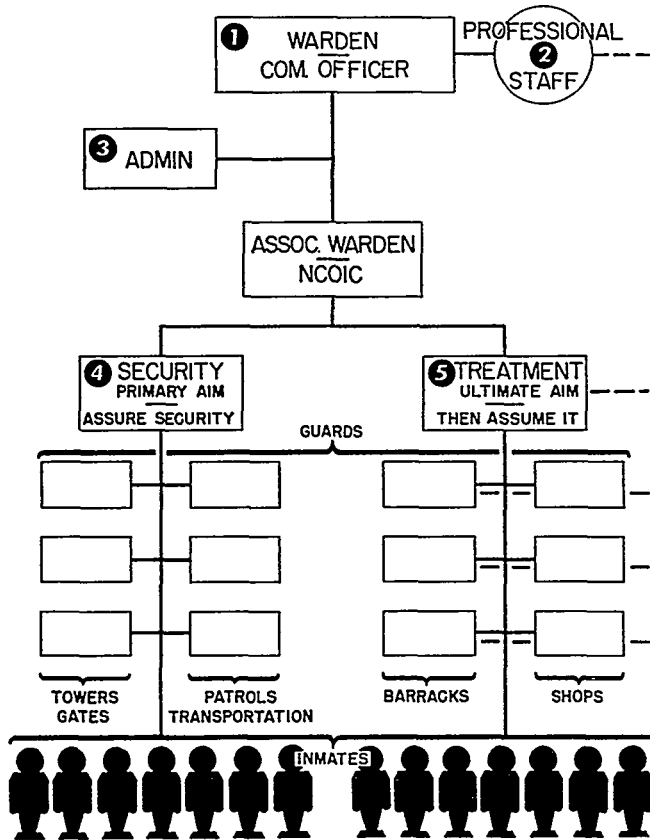 1 WARDEN
COM. OFFICER
PROFESSIONAL
2
STAFF
3 ADMIN
ASSOC. WARDEN
NCOIC
4 SECURITY
PRIMARY AIM
ASSURE SECURITY
5 TREATMENT
ULTIMATE AIM
THEN ASSUME IT
GUARDS
TOWERS
GATES
PATROLS
TRANSPORTATION
BARRACKS
SHOPS
INMATES